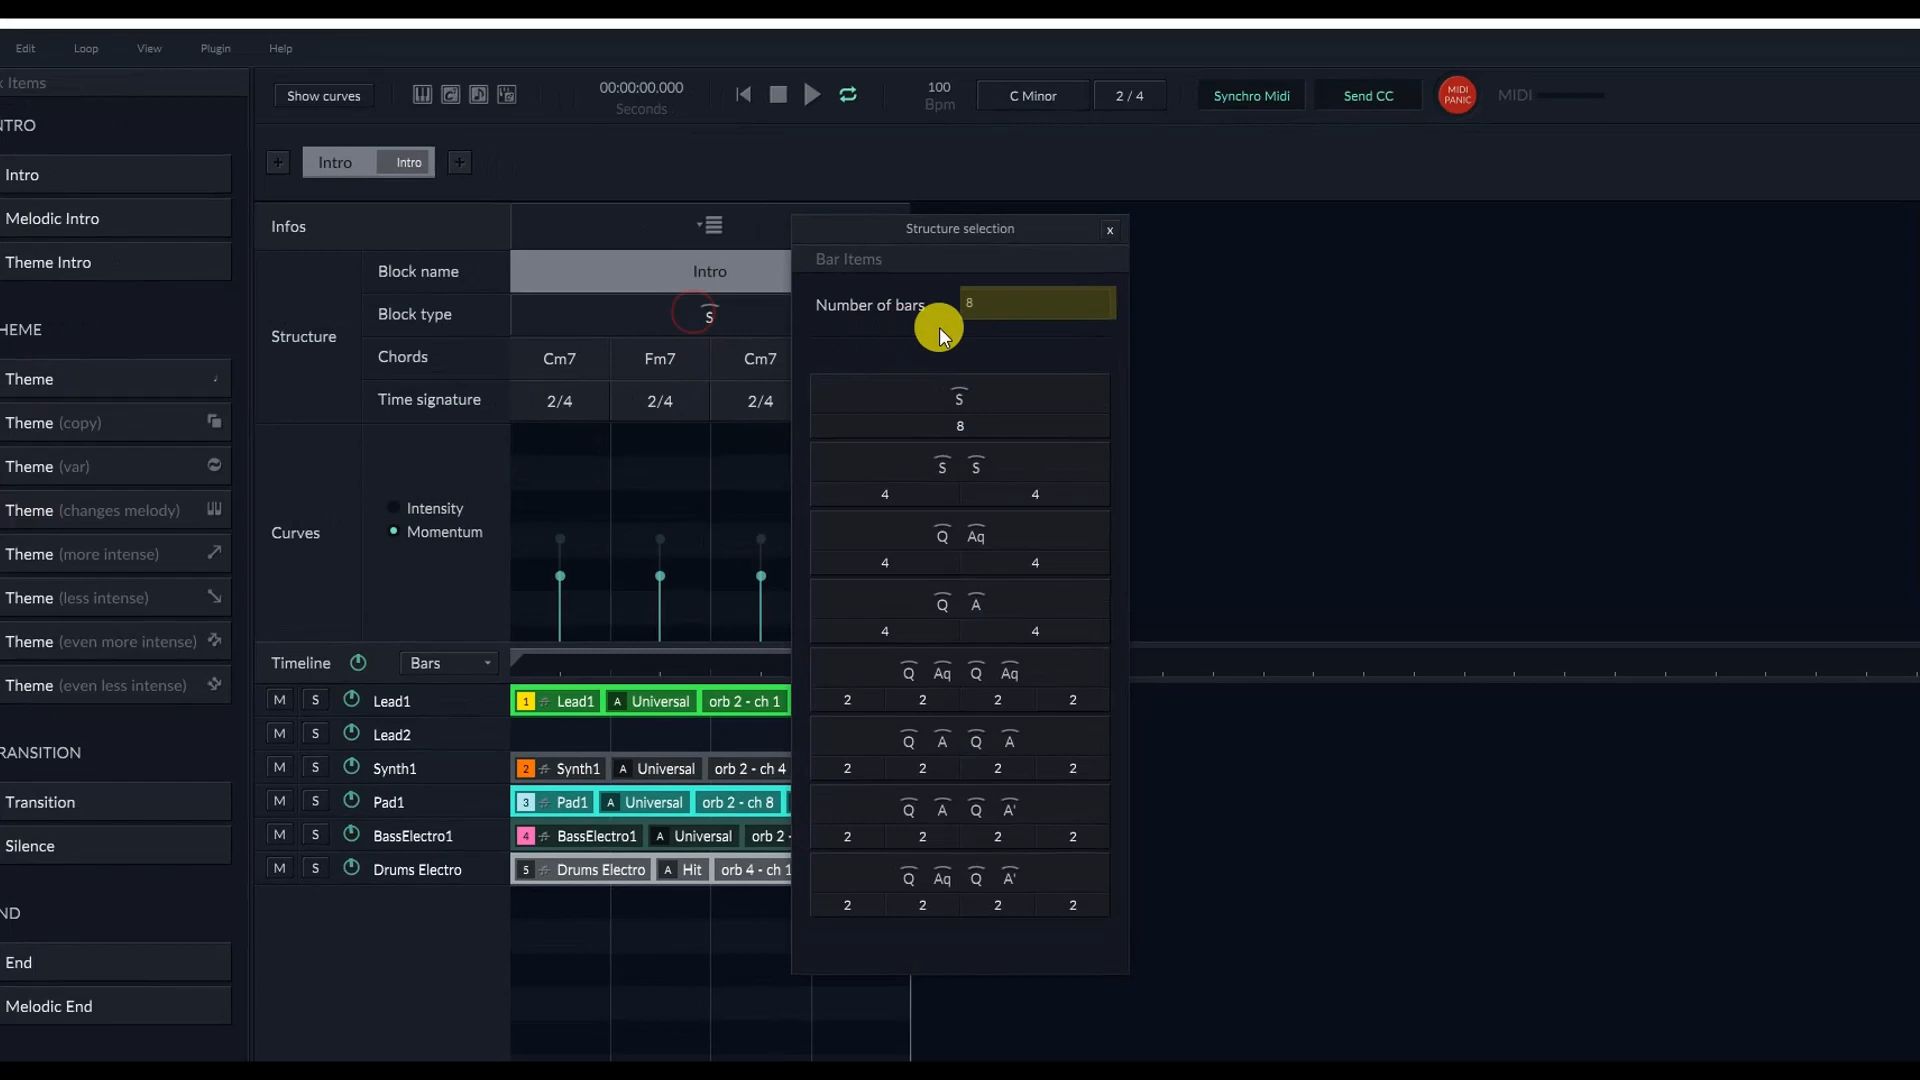 Edit Loop View Plugin Help
k Items
Show curves 00:00:00.000 Seconds 100 Bpm C Minor 2 / 4 Synchro Midi Send CC MIDI PANIC MIDI
NTRO
+ Intro Intro +
Intro
Melodic Intro
Theme Intro
HEME
Theme
Theme (copy)
Theme (var)
Theme (changes melody)
Theme (more intense)
Theme (less intense)
Theme (even more intense)
Theme (even less intense)
RANSITION
Transition
Silence
ND
End
Melodic End
Infos
Structure
Block name Intro
Block type S
Chords Cm7 Fm7 Cm7
Time signature 2/4 2/4 2/4
Curves
Intensity
Momentum
Timeline Bars
M S Lead1 1 Lead1 A Universal orb 2 - ch 1
M S Lead2
M S Synth1 2 Synth1 A Universal orb 2 - ch 4
M S Pad1 3 Pad1 A Universal orb 2 - ch 8
M S BassElectro1 4 BassElectro1 A Universal orb 2 -
M S Drums Electro 5 Drums Electro A Hit orb 4 - ch 1
Structure selection x
Bar Items
Number of bars 8
S
8
S S
4 4
Q Aq
4 4
Q A
4 4
Q Aq Q Aq
2 2 2 2
Q A Q A
2 2 2 2
Q A Q A'
2 2 2 2
Q Aq Q A'
2 2 2 2